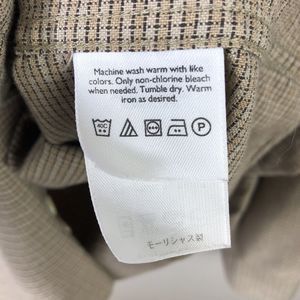 Machine wash warm with like
colors. Only non-chlorine bleach
when needed. Tumble dry. Warm
iron as desired.
40C
P
モーリシャス製